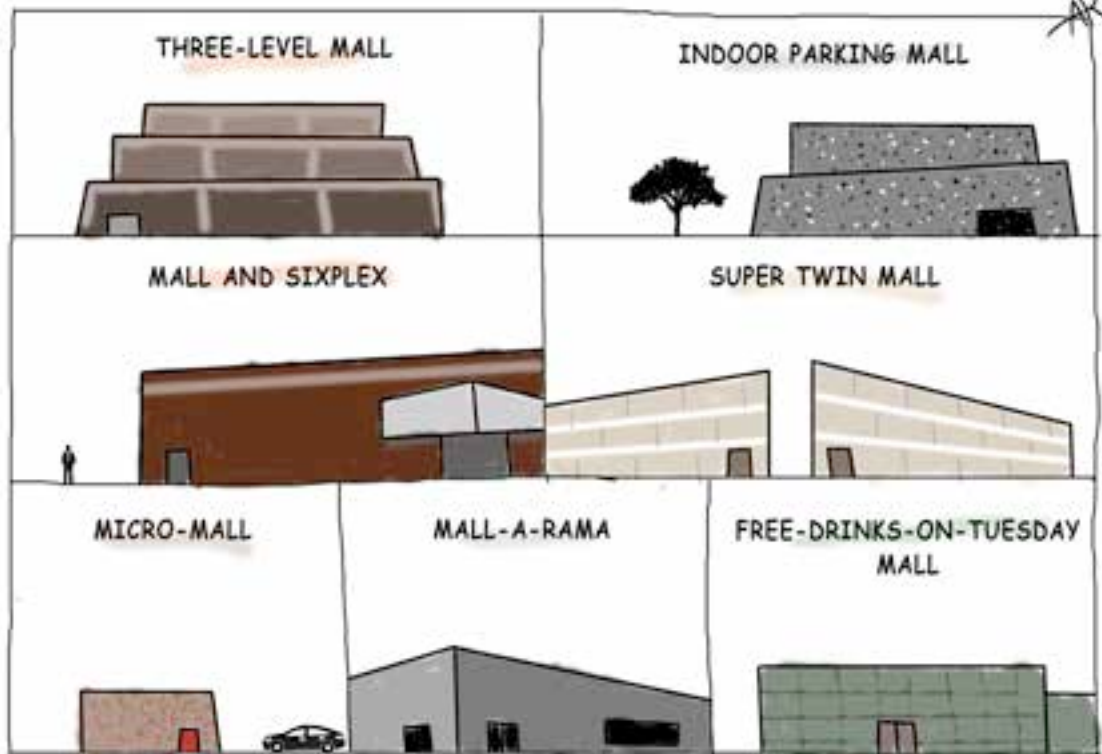 THREE-LEVEL MALL
INDOOR PARKING MALL
MALL AND SIXPLEX
SUPER TWIN MALL
MICRO-MALL
MALL-A-RAMA
FREE-DRINKS-ON-TUESDAY
MALL